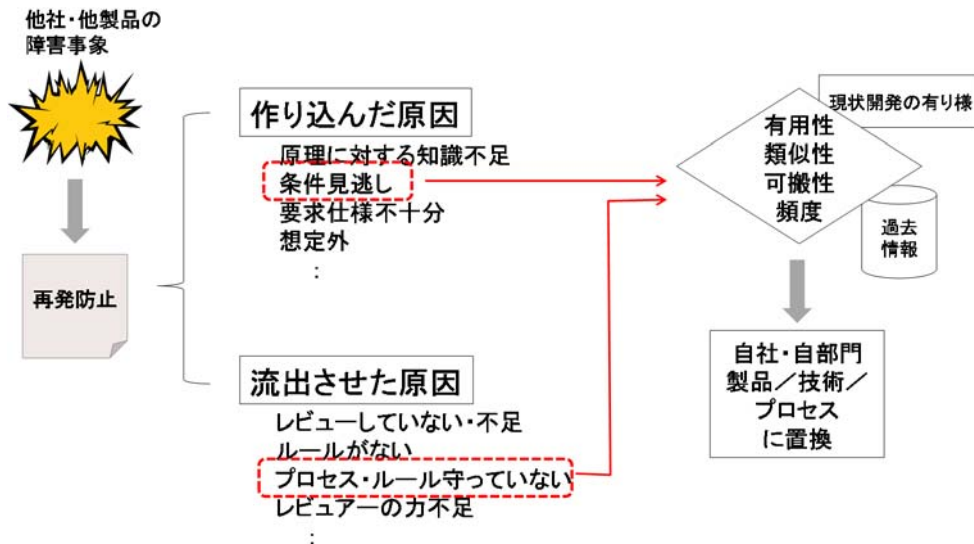 他社・他製品の
障害事象
再発防止
作り込んだ原因
原理に対する知識不足
条件見逃し
要求仕様不十分
想定外
：
流出させた原因
レビューしていない・不足
ルールがない
プロセス・ルール守っていない
レビュアーの力不足
：
現状開発の有り様
有用性
類似性
可搬性
頻度
過去
情報
自社・自部門
製品／技術／
プロセス
に置換